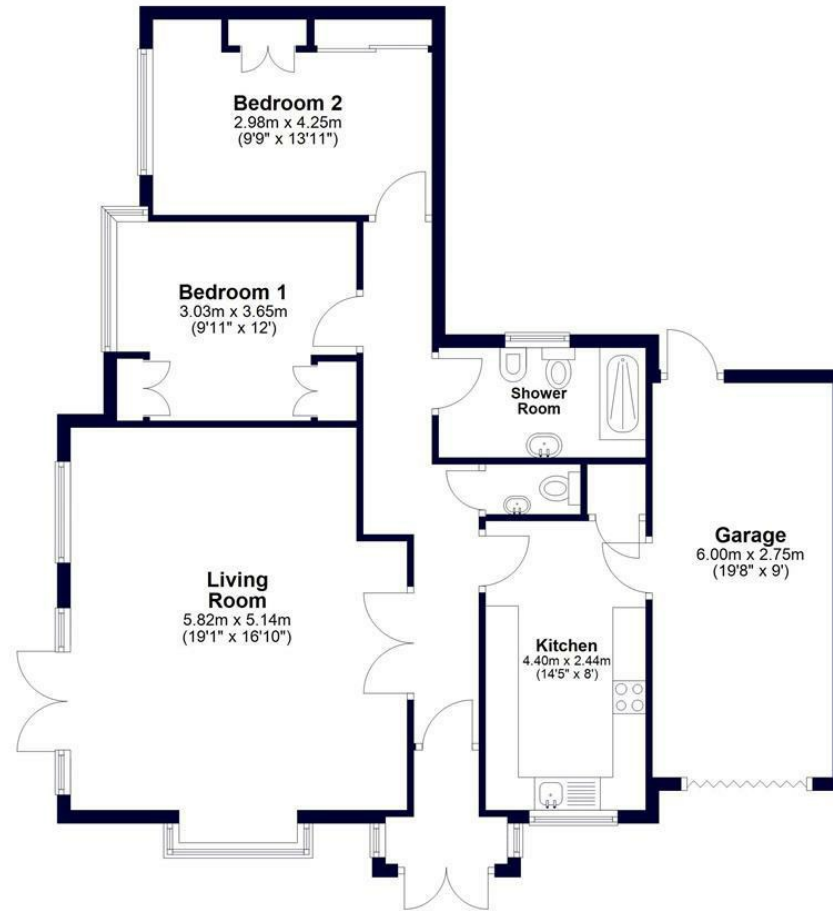 Bedroom 2
2.98m x 4.25m
(9'9" x 13'11")
Bedroom 1
3.03m x 3.65m
(9'11" x 12')
Shower
Room
Living
Room
5.82m x 5.14m
(19'1" x 16'10")
Kitchen
4.40m x 2.44m
(14'5" x 8')
Garage
6.00m x 2.75m
(19'8" x 9')